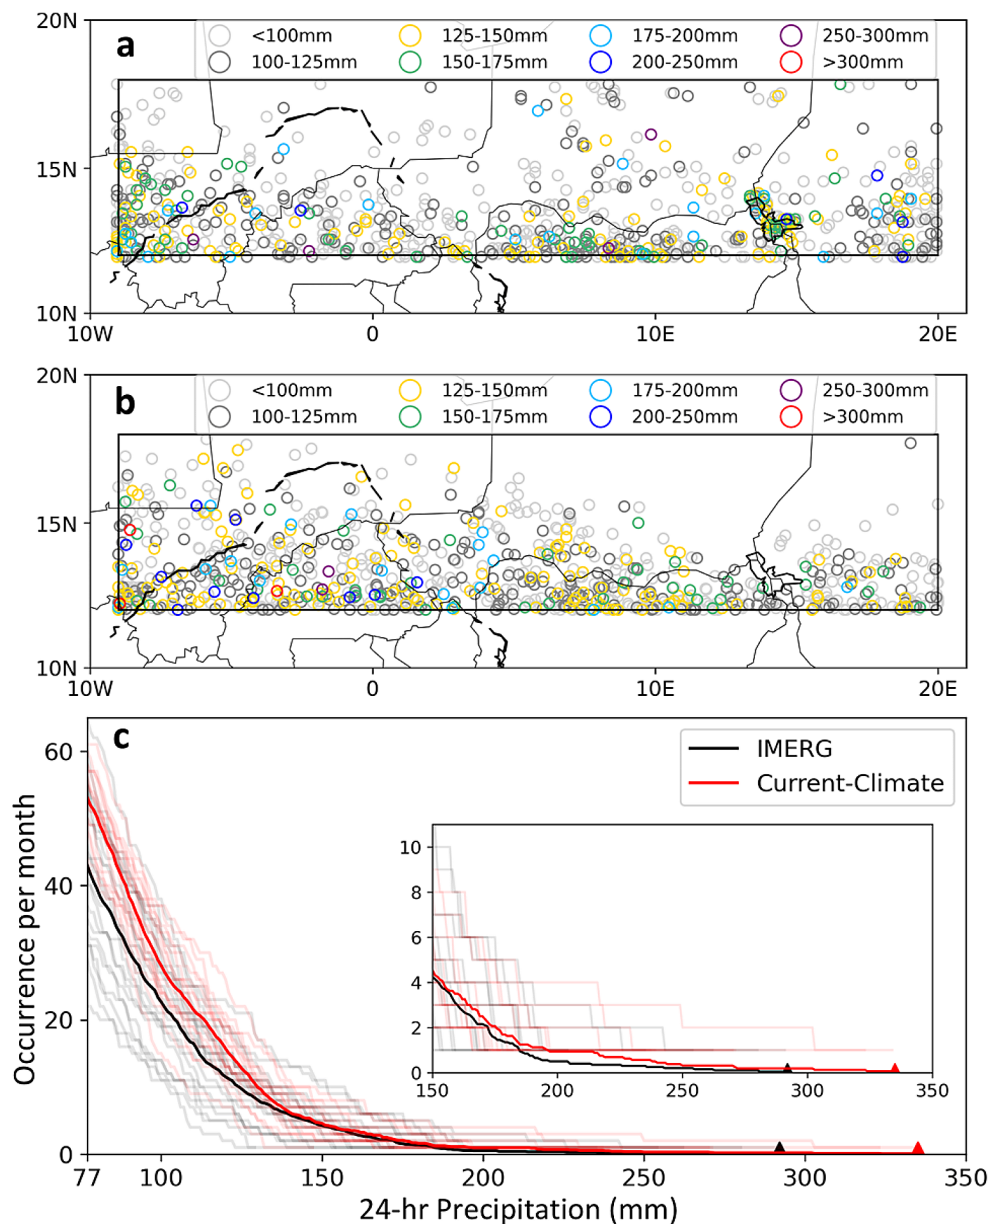 20N
a
<100mm 125-150mm 175-200mm 250-300mm
100-125mm 150-175mm 200-250mm >300mm
15N
10N
10W 0 10E 20E
20N
b
<100mm 125-150mm 175-200mm 250-300mm
100-125mm 150-175mm 200-250mm >300mm
15N
10N
10W 0 10E 20E
c
IMERG
Current-Climate
Occurrence per month
60
40
20
0
10
8
6
4
2
0
150 200 250 300 350
77 100 150 200 250 300 350
24-hr Precipitation (mm)